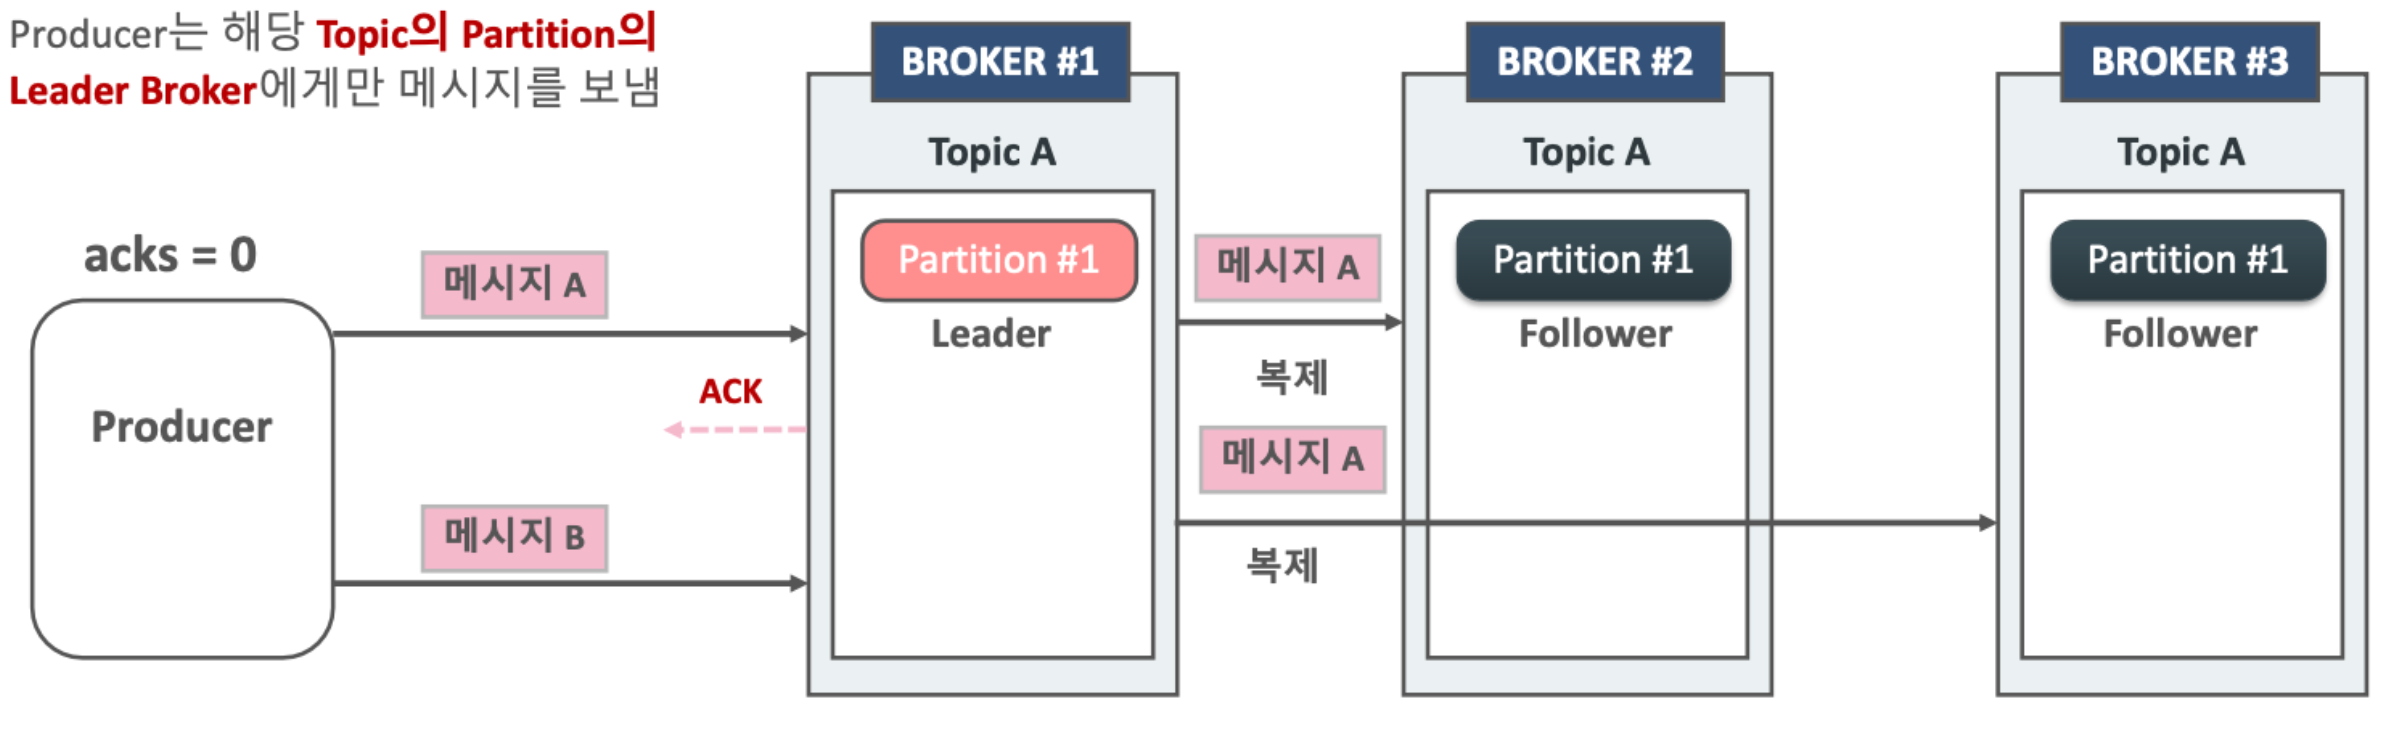 Producer는 해당 Topic의 Partition의
Leader Broker에게만 메시지를 보냄
acks = 0
Producer
메시지 A
ACK
메시지 B
BROKER #1
Topic A
Partition #1
Leader
메시지 A
복제
메시지 A
복제
BROKER #2
Topic A
Partition #1
Follower
BROKER #3
Topic A
Partition #1
Follower